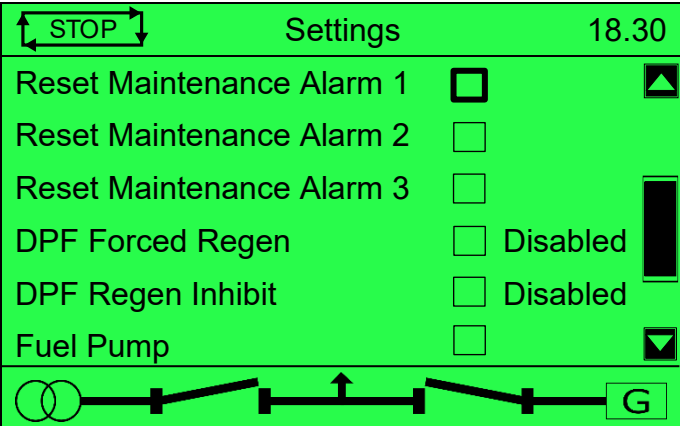 STOP Settings 18.30
Reset Maintenance Alarm 1
Reset Maintenance Alarm 2
Reset Maintenance Alarm 3
DPF Forced Regen Disabled
DPF Regen Inhibit Disabled
Fuel Pump
G